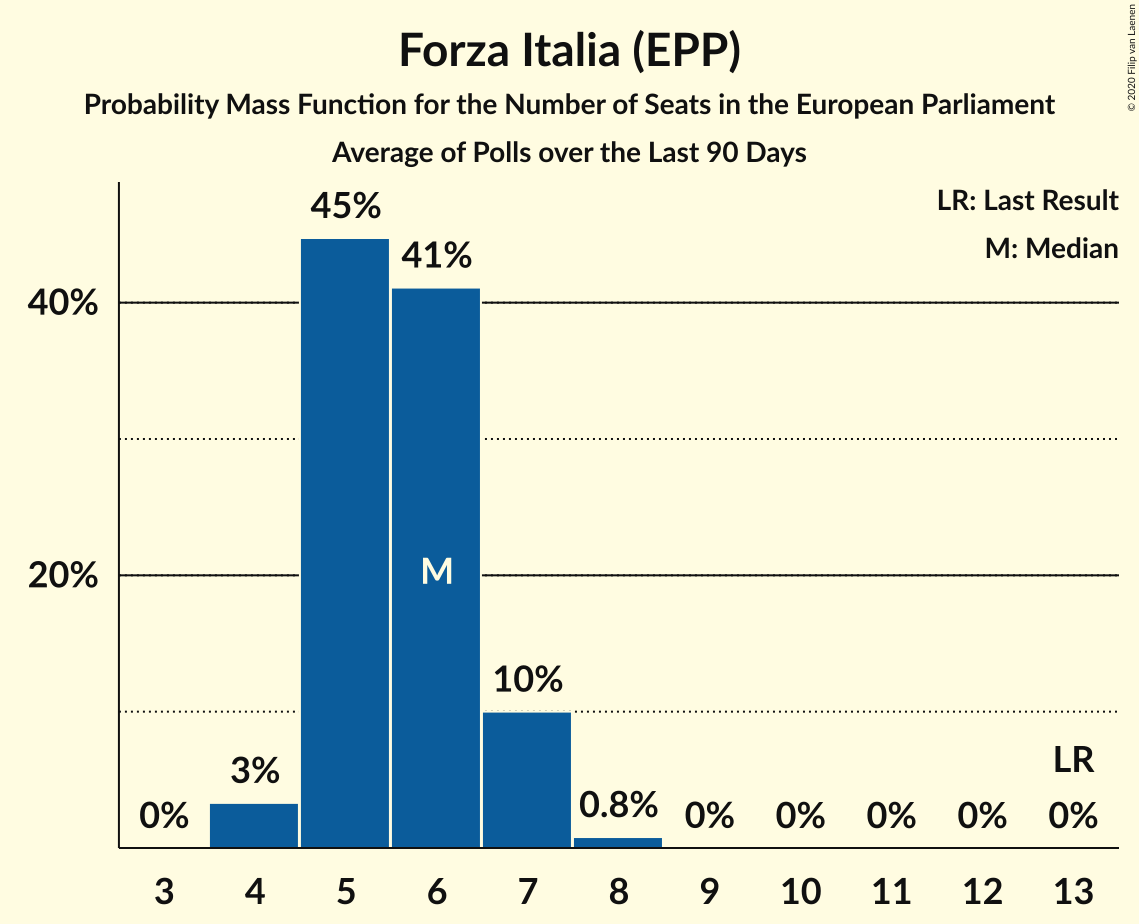 Forza Italia (EPP)
Probability Mass Function for the Number of Seats in the European Parliament
Average of Polls over the Last 90 Days
© 2020 Filip van Laenen
LR: Last Result
M: Median
45%
41%
40%
M
20%
10%
LR
3%
0%
0.8%
0%
0%
0%
0%
0%
3 4 5 6 7 8 9 10 11 12 13